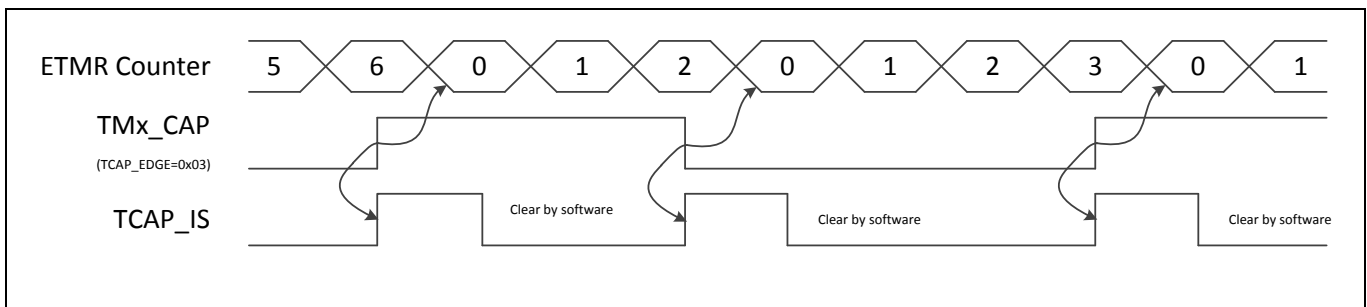 ETMR Counter 5 6 0 1 2 0 1 2 3 0 1
TMx_CAP
(TCAP_EDGE=0x03)
TCAP_IS Clear by software Clear by software Clear by software